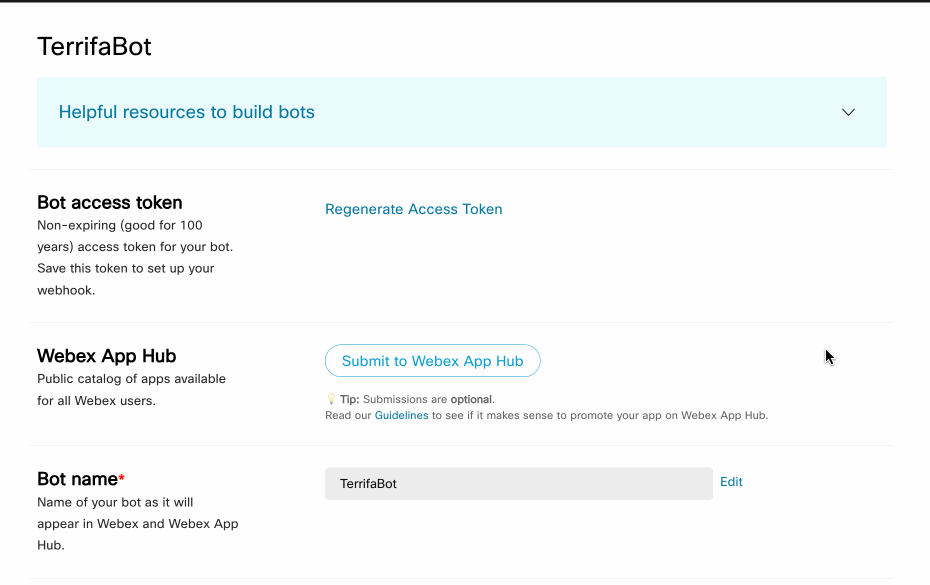 TerrifaBot
Helpful resources to build bots
Bot access token
Non-expiring (good for 100
years) access token for your bot.
Save this token to set up your
webhook.
Regenerate Access Token
Webex App Hub
Public catalog of apps available
for all Webex users.
Submit to Webex App Hub
💡 Tip: Submissions are optional.
Read our Guidelines to see if it makes sense to promote your app on Webex App Hub.
Bot name*
Name of your bot as it will
appear in Webex and Webex App
Hub.
TerrifaBot
Edit